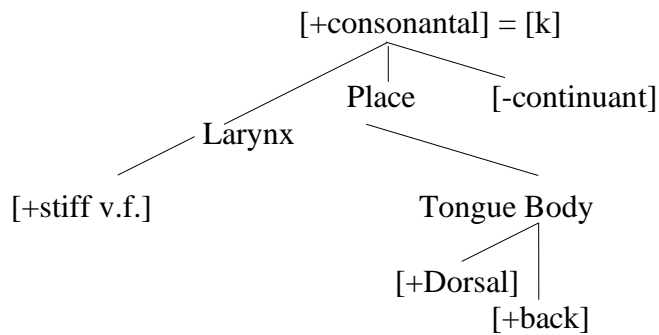 [+consonantal] = [k]
Place
[-continuant]
Larynx
[+stiff v.f.]
Tongue Body
[+Dorsal]
[+back]